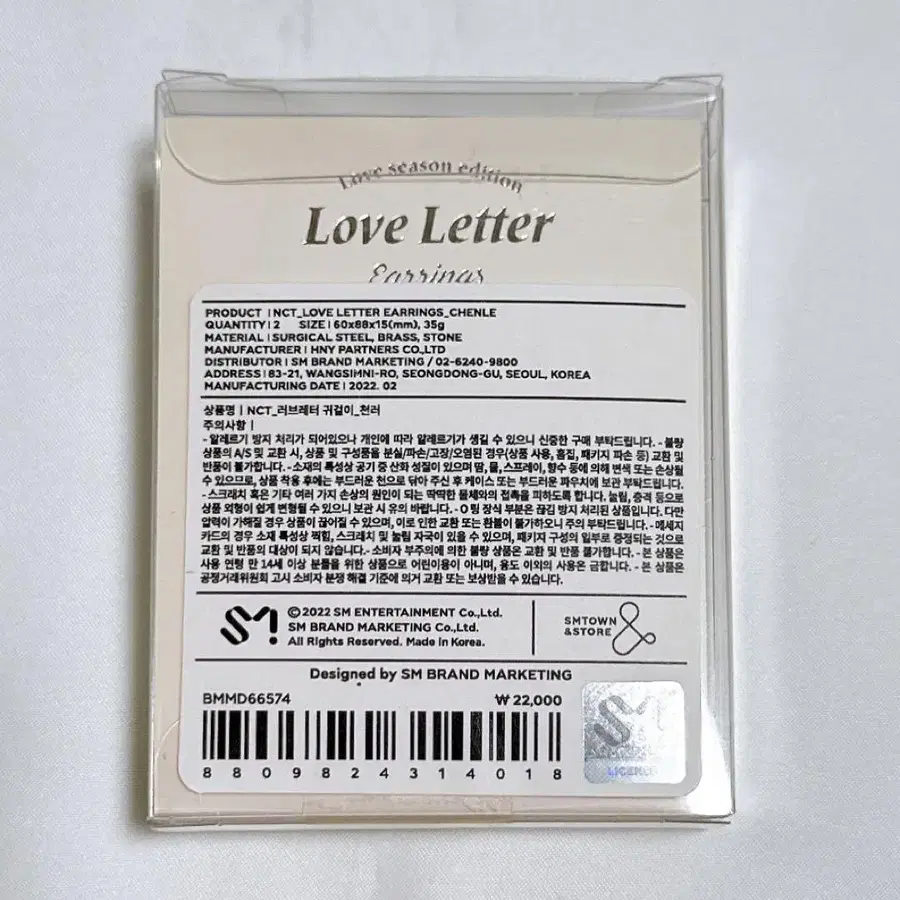 Love season edition
Love Letter
Earrings
PRODUCT | NCT_LOVE LETTER EARRINGS_CHENLE
QUANTITY | 2 SIZE | 60x88x15(mm), 35g
MATERIAL | SURGICAL STEEL, BRASS, STONE
MANUFACTURER | HNY PARTNERS CO.,LTD
DISTRIBUTOR | SM BRAND MARKETING / 02-6240-9800
ADDRESS | 83-21, WANGSIMNI-RO, SEONGDONG-GU, SEOUL, KOREA
MANUFACTURING DATE | 2022. 02
상품명 | NCT_러브레터 귀걸이_천러
주의사항 |
- 알레르기 방지 처리가 되어있으나 개인에 따라 알레르기가 생길 수 있으니 신중한 구매 부탁드립니다. - 불량
상품의 A/S 및 교환 시, 상품 및 구성품을 분실/파손/고장/오염된 경우(상품 사용, 흠집, 패키지 파손 등) 교환 및
반품이 불가합니다. - 소재의 특성상 공기 중 산화 성질이 있으며 땀, 물, 스프레이, 향수 등에 의해 변색 또는 손상될
수 있으므로, 상품 착용 후에는 부드러운 천으로 닦아 주신 후 케이스 또는 부드러운 파우치에 보관 부탁드립니다.
- 스크래치 혹은 기타 여러 가지 손상의 원인이 되는 딱딱한 물체와의 접촉을 피하도록 합니다. 눌림, 충격 등으로
상품 외형이 쉽게 변형될 수 있으니 보관 시 유의 바랍니다. - O 링 장식 부분은 끊김 방지 처리된 상품입니다. 다만
압력이 가해질 경우 상품이 끊어질 수 있으며, 이로 인한 교환 또는 환불이 불가하오니 주의 부탁드립니다. - 메세지
카드의 경우 소재 특성상 찍힘, 스크래치 및 눌림 자국이 있을 수 있으며, 패키지 구성의 일부로 증정되는 것으로
교환 및 반품의 대상이 되지 않습니다. - 소비자 부주의에 의한 불량 상품은 교환 및 반품 불가합니다. - 본 상품은
사용 연령 만 14세 이상 분들을 위한 상품으로 어린이용이 아니며, 용도 이외의 사용은 금합니다. - 본 상품은
공정거래위원회 고시 소비자 분쟁 해결 기준에 의거 교환 또는 보상받을 수 있습니다.
SM
© 2022 SM ENTERTAINMENT Co.,Ltd.
SM BRAND MARKETING Co.,Ltd.
All Rights Reserved. Made in Korea.
SMTOWN
&STORE
Designed by SM BRAND MARKETING
BMMD66574 ₩ 22,000
8809824314018
SM